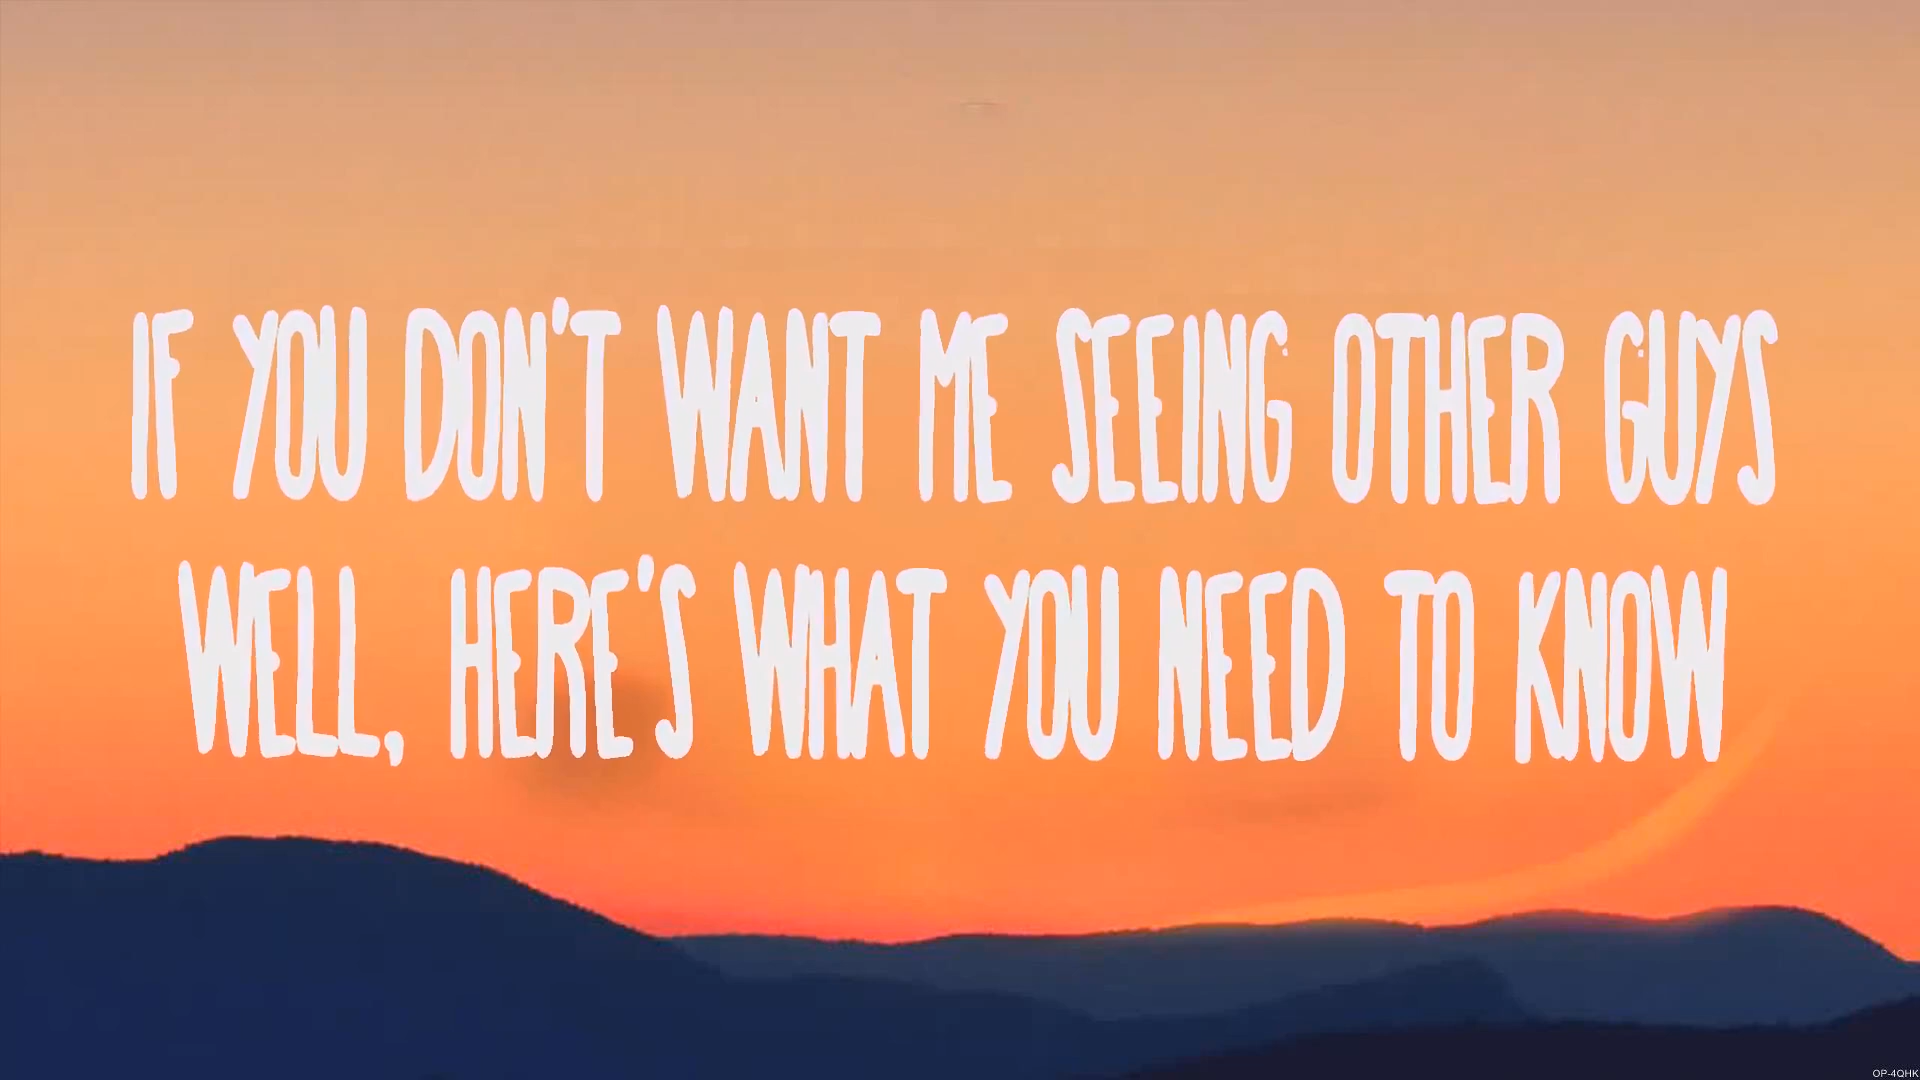 IF YOU DON'T WANT ME SEEING OTHER GUYS
WELL, HERE'S WHAT YOU NEED TO KNOW
OP-4QHK